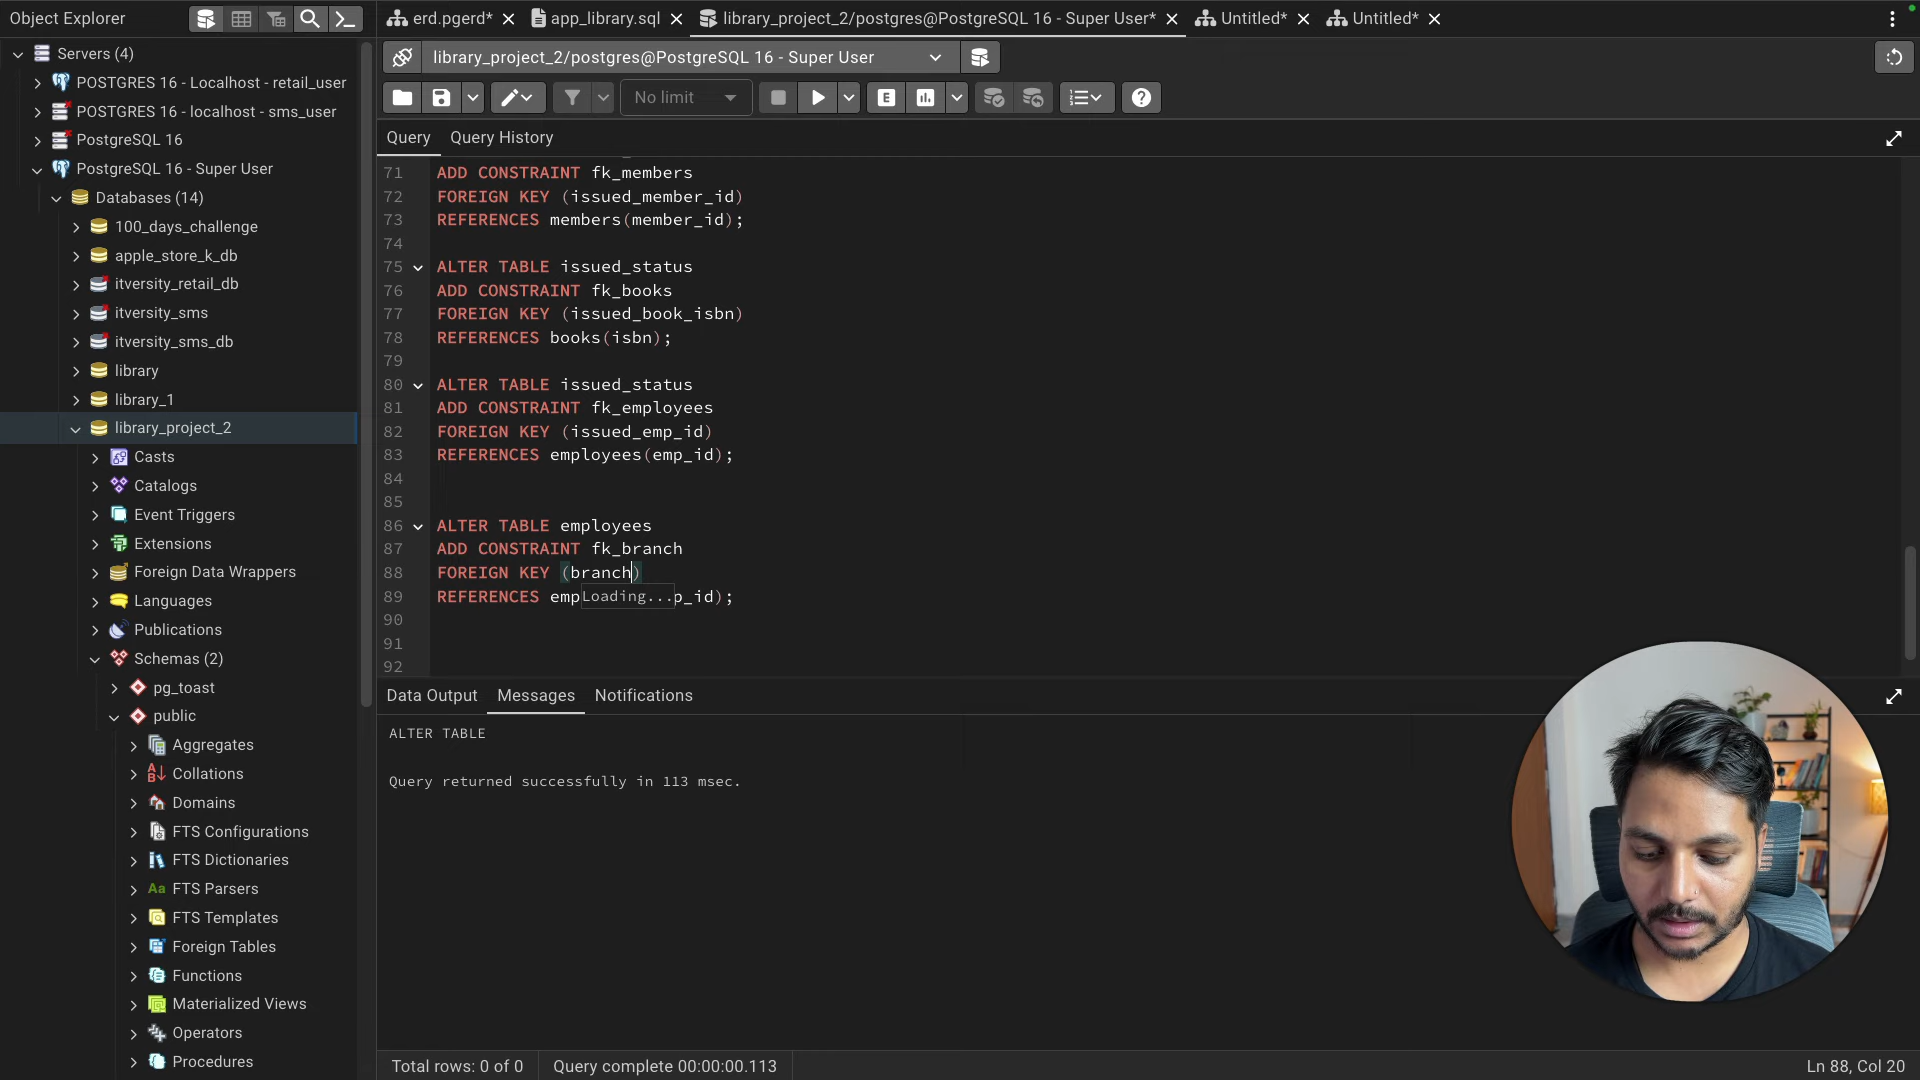 Object Explorer
erd.pgerd*
app_library.sql
library_project_2/postgres@PostgreSQL 16 - Super User*
Untitled*
Untitled*
Servers (4)
POSTGRES 16 - Localhost - retail_user
POSTGRES 16 - localhost - sms_user
PostgreSQL 16
PostgreSQL 16 - Super User
Databases (14)
100_days_challenge
apple_store_k_db
itversity_retail_db
itversity_sms
itversity_sms_db
library
library_1
library_project_2
Casts
Catalogs
Event Triggers
Extensions
Foreign Data Wrappers
Languages
Publications
Schemas (2)
pg_toast
public
Aggregates
Collations
Domains
FTS Configurations
FTS Dictionaries
Aa FTS Parsers
FTS Templates
Foreign Tables
Functions
Materialized Views
Operators
Procedures
library_project_2/postgres@PostgreSQL 16 - Super User
No limit
E
Query
Query History
71 ADD CONSTRAINT fk_members
72 FOREIGN KEY (issued_member_id)
73 REFERENCES members(member_id);
74
75 ALTER TABLE issued_status
76 ADD CONSTRAINT fk_books
77 FOREIGN KEY (issued_book_isbn)
78 REFERENCES books(isbn);
79
80 ALTER TABLE issued_status
81 ADD CONSTRAINT fk_employees
82 FOREIGN KEY (issued_emp_id)
83 REFERENCES employees(emp_id);
84
85
86 ALTER TABLE employees
87 ADD CONSTRAINT fk_branch
88 FOREIGN KEY (branch)
89 REFERENCES emp Loading... p_id);
90
91
92
Data Output
Messages
Notifications
ALTER TABLE
Query returned successfully in 113 msec.
Total rows: 0 of 0
Query complete 00:00:00.113
Ln 88, Col 20